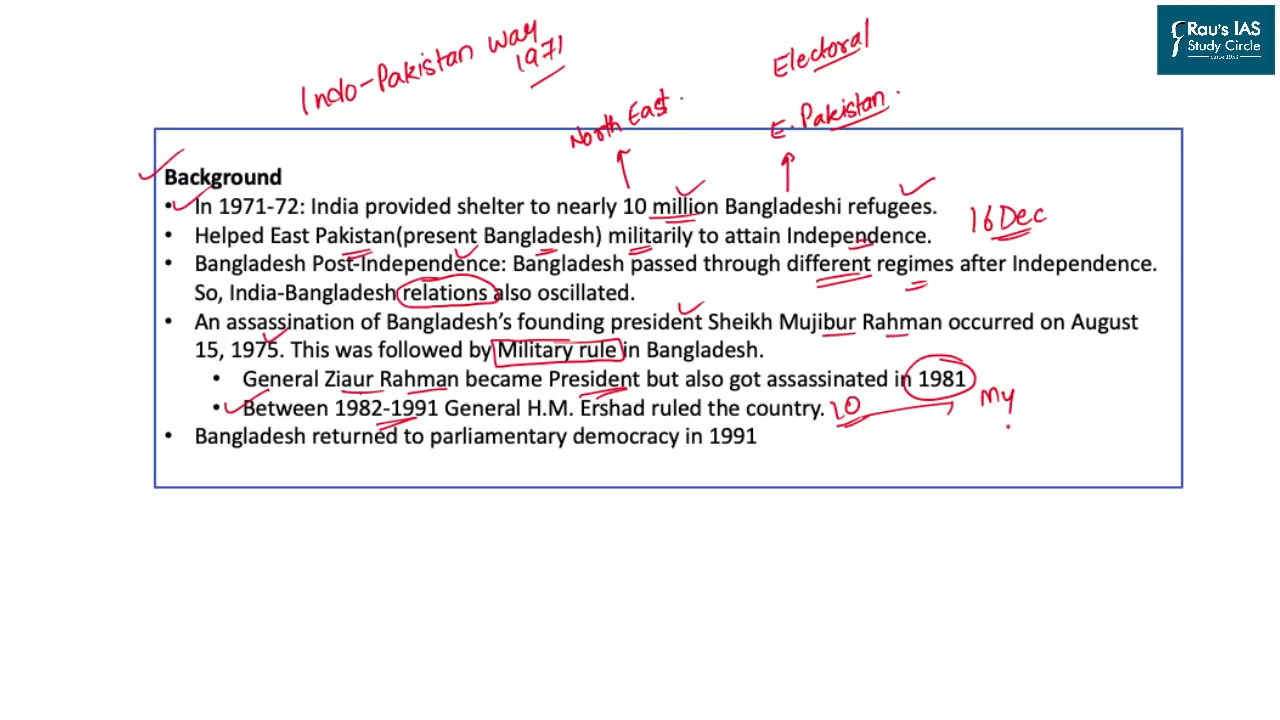 Rau's IAS
Study Circle
SINCE 1953
Indo-Pakistan War
1971
Electoral
North East.
E. Pakistan.
Background
• In 1971-72: India provided shelter to nearly 10 million Bangladeshi refugees.
16 Dec
• Helped East Pakistan(present Bangladesh) militarily to attain Independence.
• Bangladesh Post-Independence: Bangladesh passed through different regimes after Independence.
So, India-Bangladesh relations also oscillated.
• An assassination of Bangladesh's founding president Sheikh Mujibur Rahman occurred on August
15, 1975. This was followed by Military rule in Bangladesh.
• General Ziaur Rahman became President but also got assassinated in 1981
• Between 1982-1991 General H.M. Ershad ruled the country. 20 My
• Bangladesh returned to parliamentary democracy in 1991